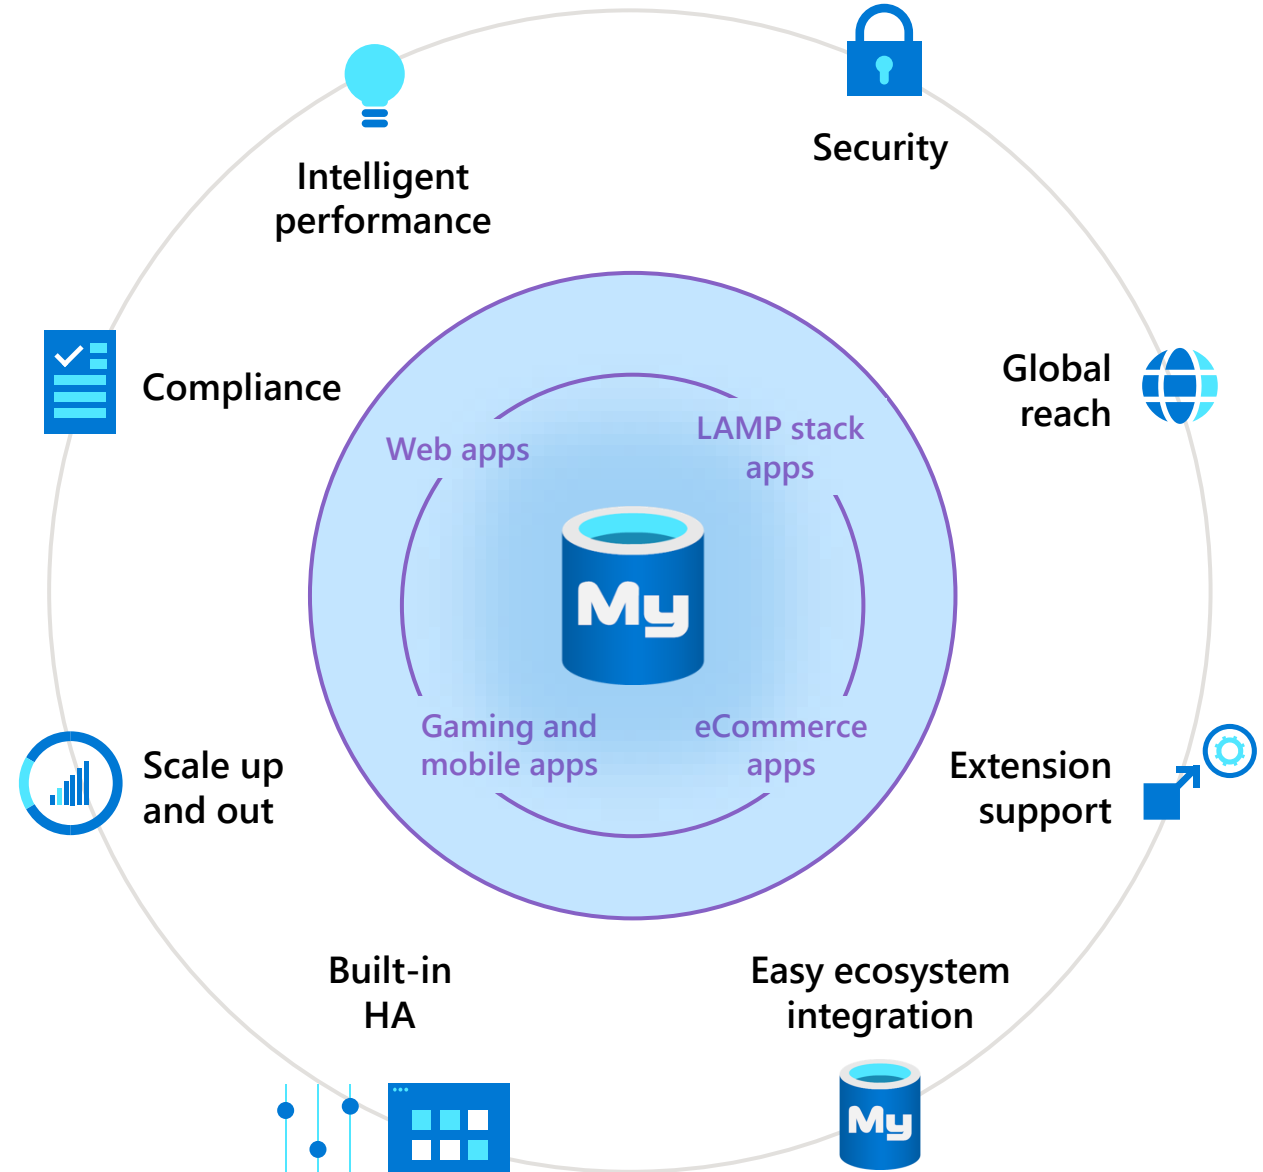 Security
Intelligent
performance
Global
reach
Compliance
LAMP stack
apps
Web apps
My
Gaming and
mobile apps
eCommerce
apps
Scale up
and out
Extension
support
Built-in
HA
Easy ecosystem
integration
My